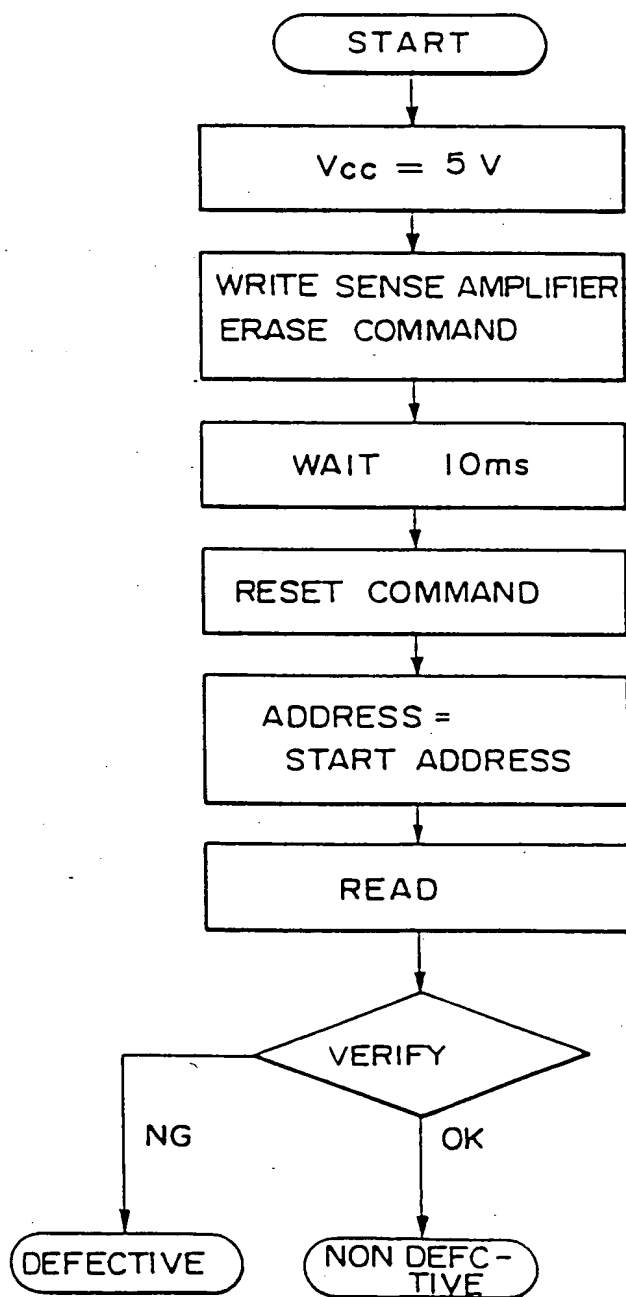 START
Vcc = 5 V
WRITE SENSE AMPLIFIER
ERASE COMMAND
WAIT 10ms
RESET COMMAND
ADDRESS =
START ADDRESS
READ
VERIFY
NG
OK
DEFECTIVE
NON DEFC-
TIVE